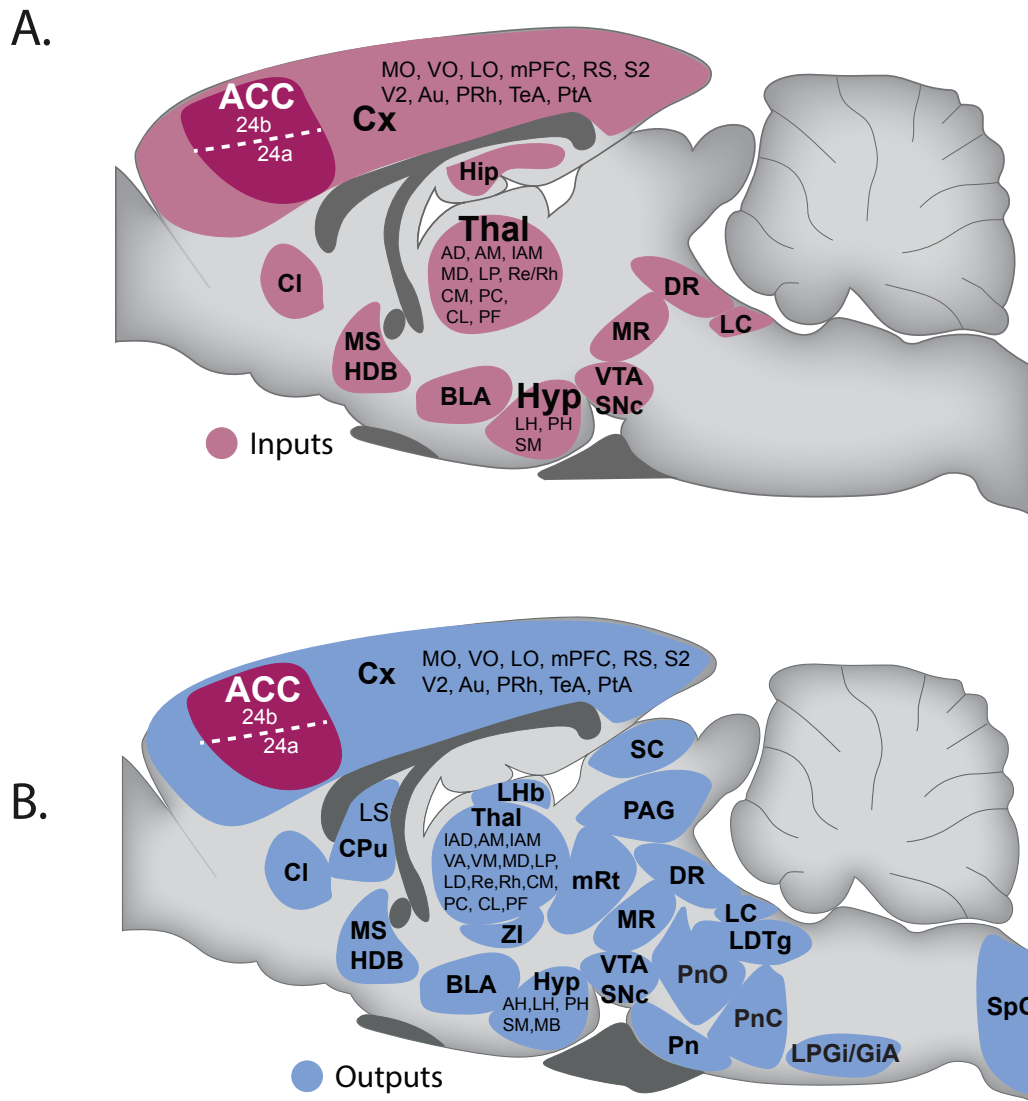 A.
MO, VO, LO, mPFC, RS, S2
V2, Au, PRh, TeA, PtA
ACC
24b
24a
Cx
Hip
Thal
AD, AM, IAM
MD, LP, Re/Rh
CM, PC,
CL, PF
CI
DR
LC
MR
MS
HDB
VTA
SNc
BLA
Hyp
LH, PH
SM
Inputs
B.
MO, VO, LO, mPFC, RS, S2
V2, Au, PRh, TeA, PtA
Cx
ACC
24b
24a
SC
LHb
LS
CPu
Thal
IAD,AM,IAM
VA,VM,MD,LP,
LD,Re,Rh,CM,
PC, CL,PF
PAG
CI
mRt
DR
MR
LC
LDTg
ZI
MS
HDB
VTA
SNc
PnO
BLA
Hyp
AH,LH, PH
SM,MB
PnC
SpC
Pn
LPGi/GiA
Outputs